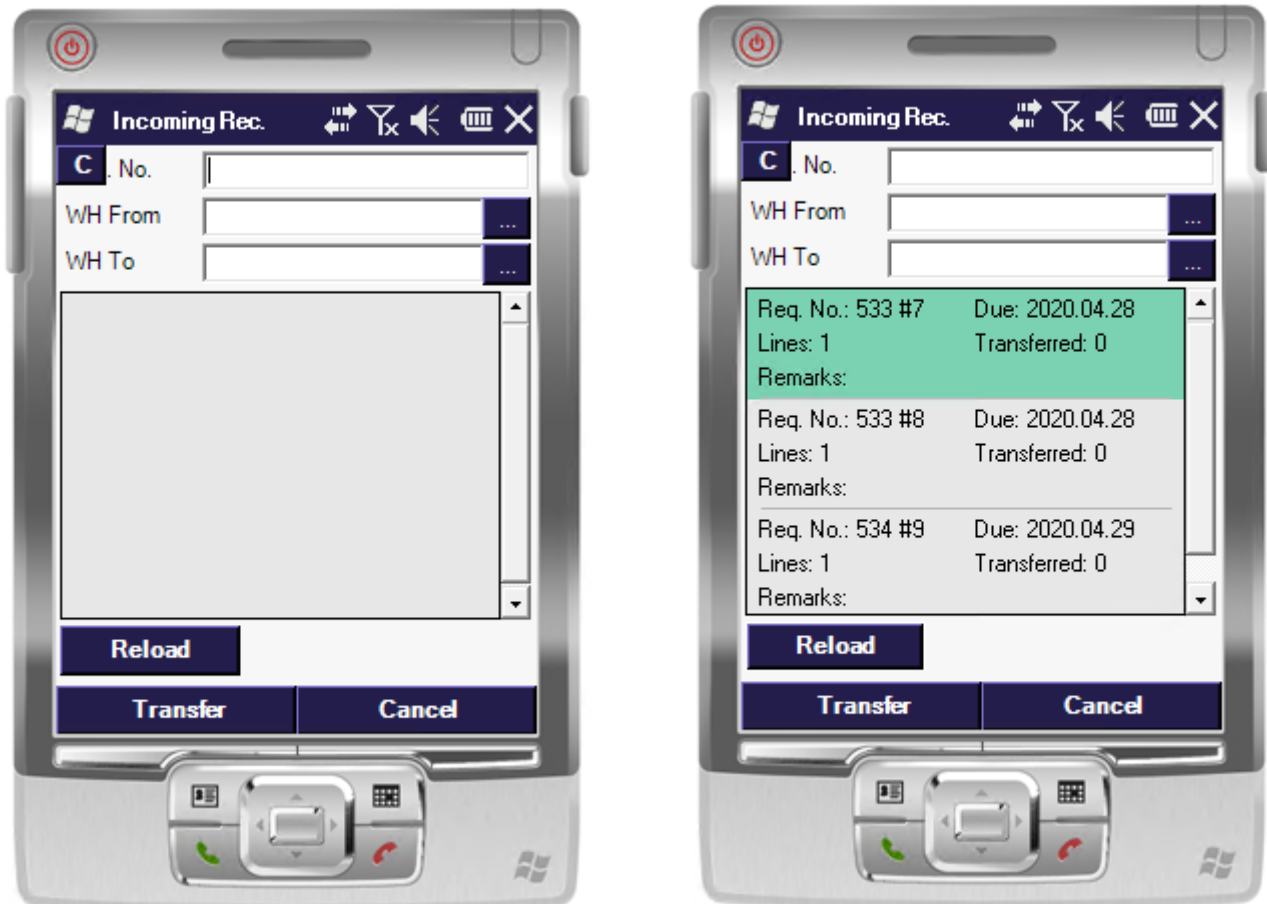 Incoming Rec.
C . No.
WH From ...
WH To ...
Reload
Transfer Cancel
Incoming Rec.
C . No.
WH From ...
WH To ...
Req. No.: 533 #7 Due: 2020.04.28
Lines: 1 Transferred: 0
Remarks:
Req. No.: 533 #8 Due: 2020.04.28
Lines: 1 Transferred: 0
Remarks:
Req. No.: 534 #9 Due: 2020.04.29
Lines: 1 Transferred: 0
Remarks:
Reload
Transfer Cancel